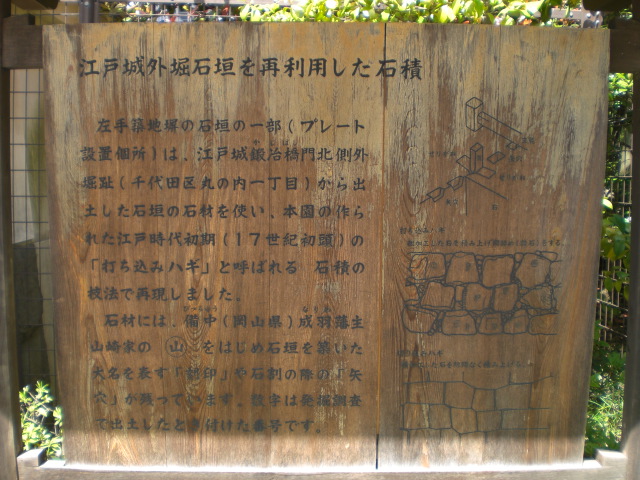 江戸城外堀石垣を再利用した石積
左手築地塀の石垣の一部(プレート
設置個所)は、江戸城鍛冶橋門北側外
堀趾(千代田区丸の内一丁目)から出
土した石垣の石材を使い、本園の作ら
れた江戸時代初期(17世紀初頭)の
「打ち込みハギ」と呼ばれる 石積の
技法で再現しました。
石材には、備中(岡山県)成羽藩主
山崎家の 山 をはじめ石垣を築いた
大名を表す「刻印」や石割の際の「矢
穴」が残っています。数字は発掘調査
で出土したとき付けた番号です。
打ち込みハギ